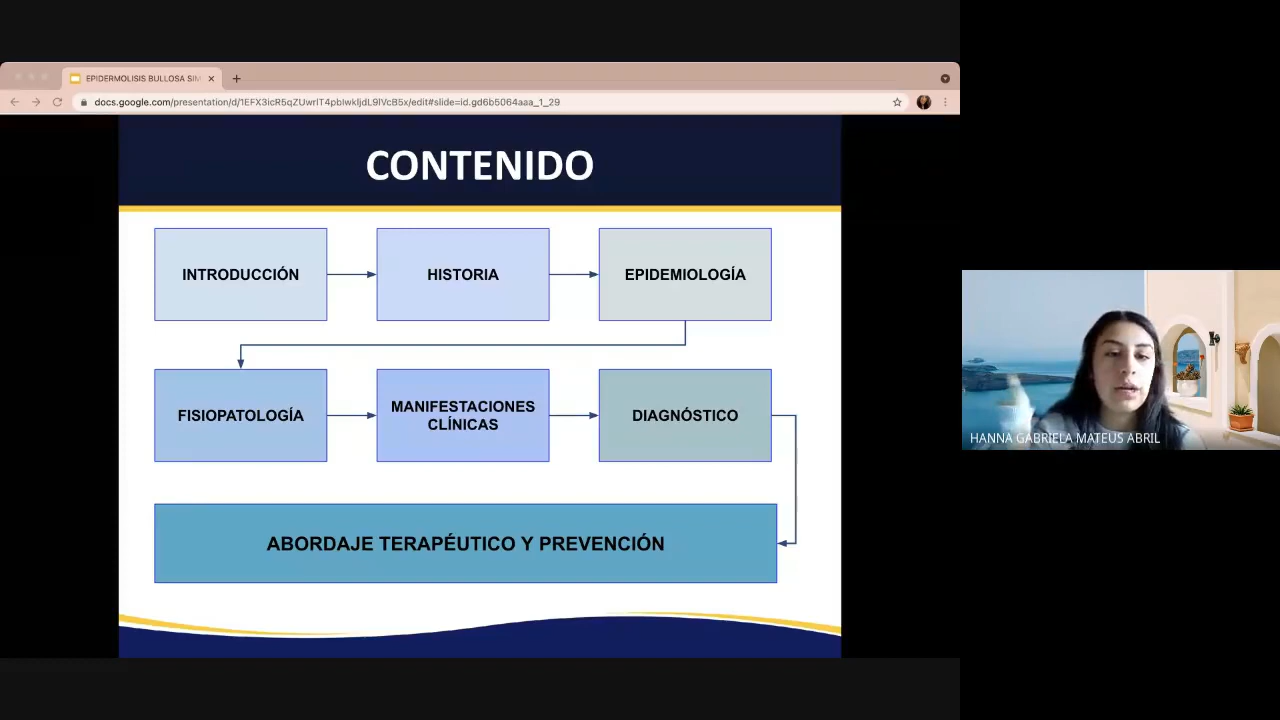 EPIDERMOLISIS BULLOSA SIM
docs.google.com/presentation/d/1EFX3icR5qZUwrIT4pbIwkljdL9lVcB5x/edit#slide=id.gd6b5064aaa_1_29
CONTENIDO
INTRODUCCIÓN
HISTORIA
EPIDEMIOLOGÍA
FISIOPATOLOGÍA
MANIFESTACIONES
CLÍNICAS
DIAGNÓSTICO
ABORDAJE TERAPÉUTICO Y PREVENCIÓN
HANNA GABRIELA MATEUS ABRIL